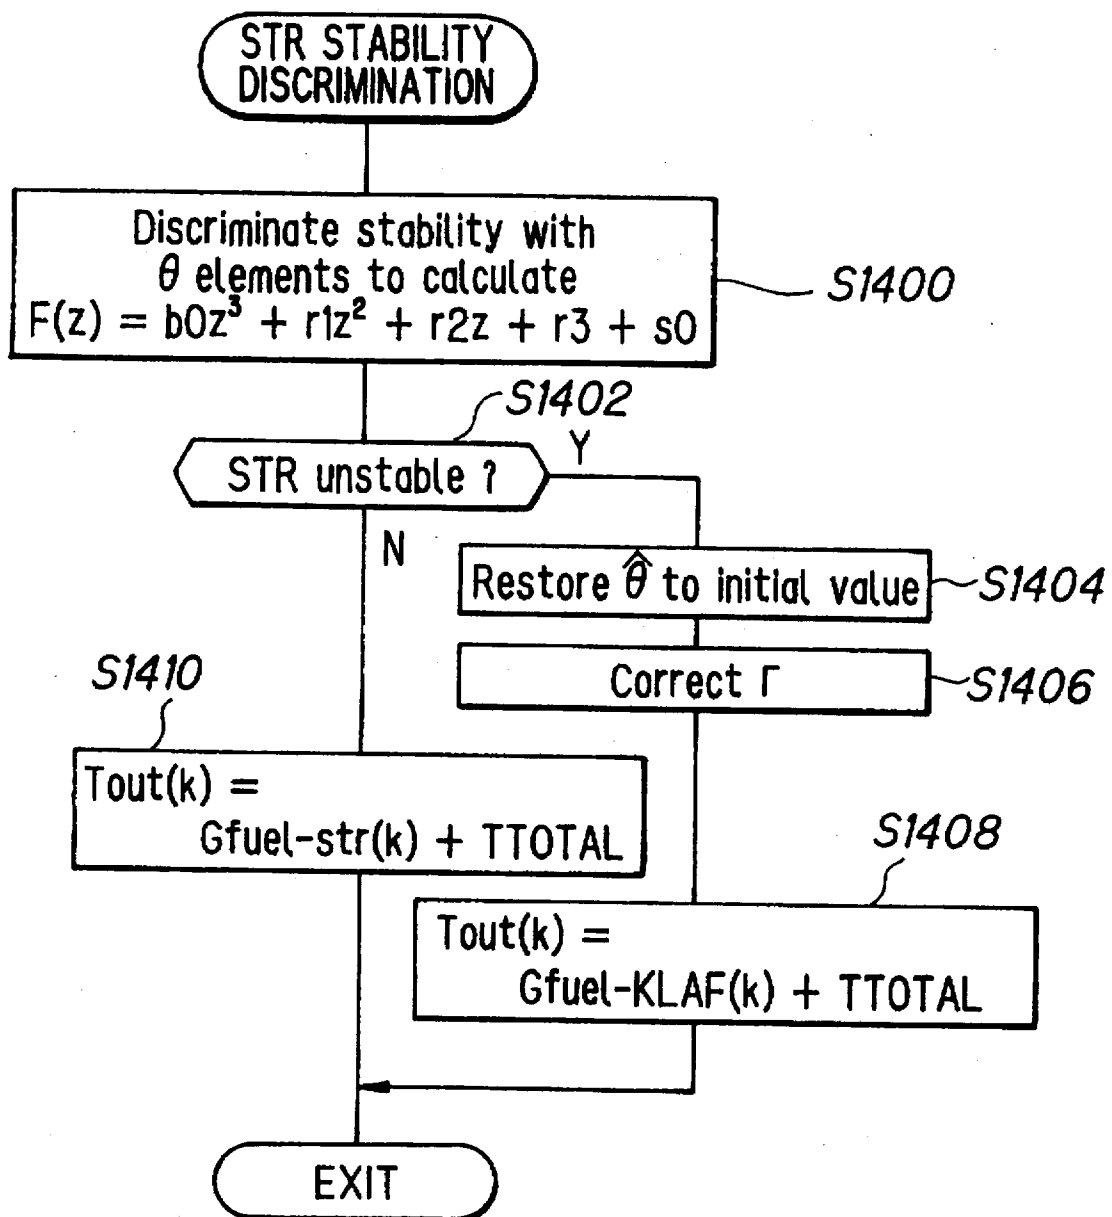 STR STABILITY
DISCRIMINATION
Discriminate stability with
θ elements to calculate
F(z) = b0z³ + r1z² + r2z + r3 + s0
S1400
S1402
STR unstable ?
Y
N
Restore θ̂ to initial value
S1404
Correct Γ
S1406
S1410
Tout(k) =
Gfuel-str(k) + TTOTAL
S1408
Tout(k) =
Gfuel-KLAF(k) + TTOTAL
EXIT